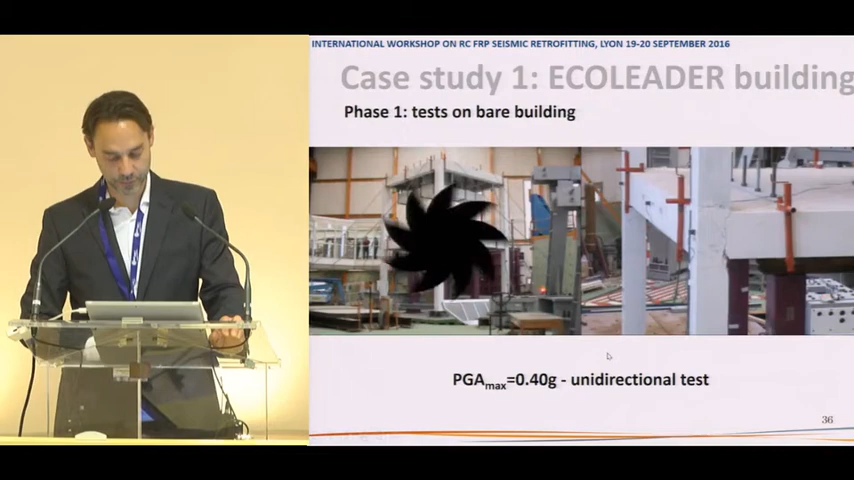 INTERNATIONAL WORKSHOP ON RC FRP SEISMIC RETROFITTING, LYON 19-20 SEPTEMBER 2016
Case study 1: ECOLEADER building
Phase 1: tests on bare building
PGAmax=0.40g - unidirectional test
36